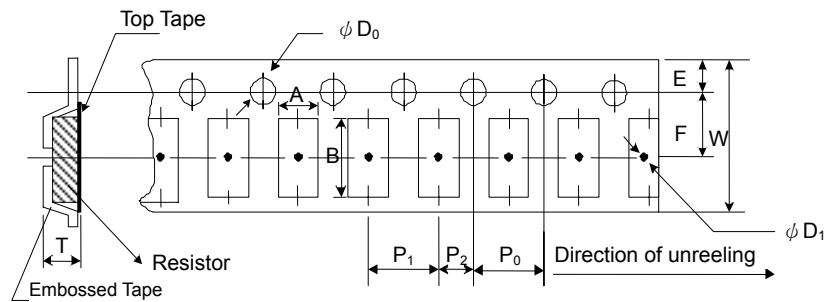 Top Tape
ϕ D₀
E
A
F
W
B
T
P₁
P₂
P₀
Direction of unreeling
ϕ D₁
Resistor
Embossed Tape